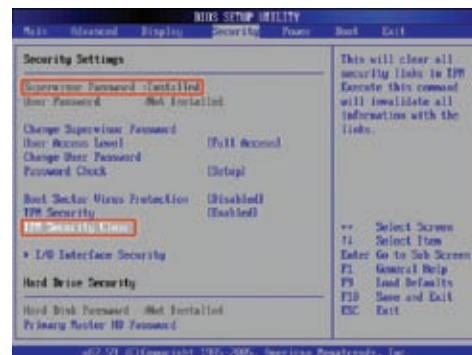 BIOS SETUP UTILITY
Main Advanced Display Security Power Boot Exit
Security Settings
Supervisor Password :Installed
User Password :Not Installed
Change Supervisor Password
User Access Level [Full Access]
Change User Password
Password Check [Setup]
Boot Sector Virus Protection [Disabled]
TPM Security [Enabled]
TPM Security Clear
I/O Interface Security
Hard Drive Security
Hard Disk Password :Not Installed
Primary Master HD Password
This will clear all
security links in TPM
Execute this command
will invalidate all
information with the
links.
↔ Select Screen
↑↓ Select Item
Enter Go to Sub Screen
F1 General Help
F9 Load Defaults
F10 Save and Exit
ESC Exit
(C)Copyright 1985-2005, American Megatrends, Inc.